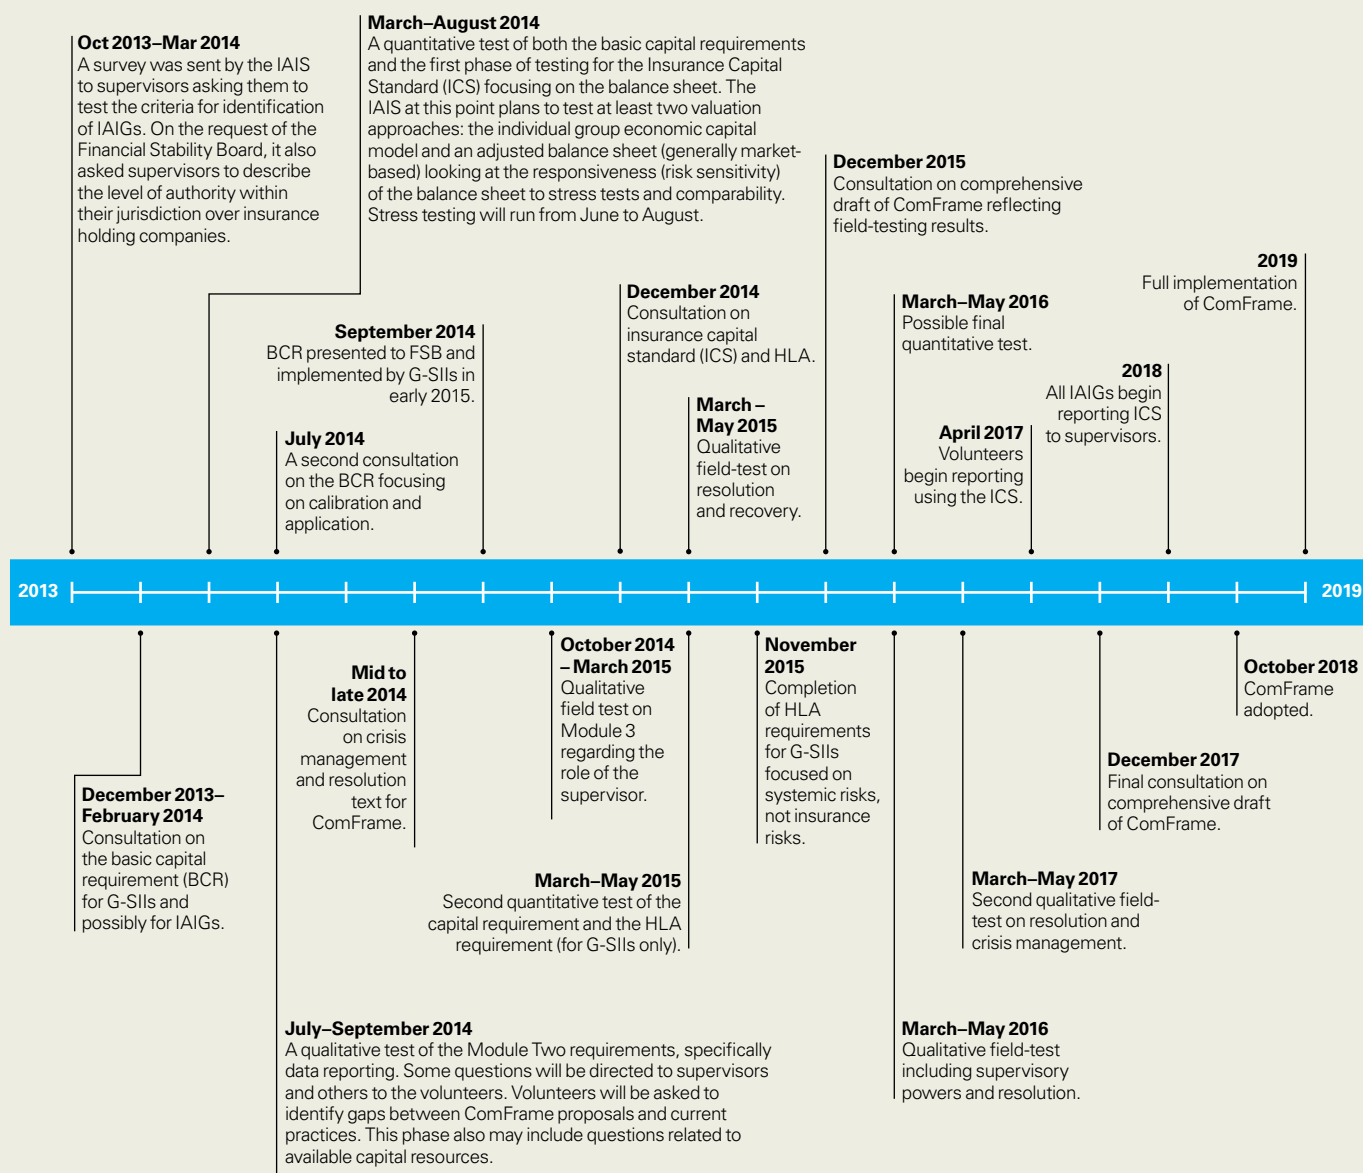 Oct 2013–Mar 2014
A survey was sent by the IAIS
to supervisors asking them to
test the criteria for identification
of IAIGs. On the request of the
Financial Stability Board, it also
asked supervisors to describe
the level of authority within
their jurisdiction over insurance
holding companies.
March–August 2014
A quantitative test of both the basic capital requirements
and the first phase of testing for the Insurance Capital
Standard (ICS) focusing on the balance sheet. The
IAIS at this point plans to test at least two valuation
approaches: the individual group economic capital
model and an adjusted balance sheet (generally market-
based) looking at the responsiveness (risk sensitivity)
of the balance sheet to stress tests and comparability.
Stress testing will run from June to August.
July 2014
A second consultation
on the BCR focusing
on calibration and
application.
September 2014
BCR presented to FSB and
implemented by G-SIIs in
early 2015.
December 2014
Consultation on
insurance capital
standard (ICS) and HLA.
March –
May 2015
Qualitative
field-test on
resolution
and recovery.
December 2015
Consultation on comprehensive
draft of ComFrame reflecting
field-testing results.
March–May 2016
Possible final
quantitative test.
April 2017
Volunteers
begin reporting
using the ICS.
2018
All IAIGs begin
reporting ICS
to supervisors.
2019
Full implementation
of ComFrame.
2013
2019
December 2013–
February 2014
Consultation on
the basic capital
requirement (BCR)
for G-SIIs and
possibly for IAIGs.
July–September 2014
A qualitative test of the Module Two requirements, specifically
data reporting. Some questions will be directed to supervisors
and others to the volunteers. Volunteers will be asked to
identify gaps between ComFrame proposals and current
practices. This phase also may include questions related to
available capital resources.
Mid to
late 2014
Consultation
on crisis
management
and resolution
text for
ComFrame.
October 2014
– March 2015
Qualitative
field test on
Module 3
regarding the
role of the
supervisor.
March–May 2015
Second quantitative test of the
capital requirement and the HLA
requirement (for G-SIIs only).
November
2015
Completion
of HLA
requirements
for G-SIIs
focused on
systemic risks,
not insurance
risks.
March–May 2016
Qualitative field-test
including supervisory
powers and resolution.
March–May 2017
Second qualitative field-
test on resolution and
crisis management.
December 2017
Final consultation on
comprehensive draft
of ComFrame.
October 2018
ComFrame
adopted.